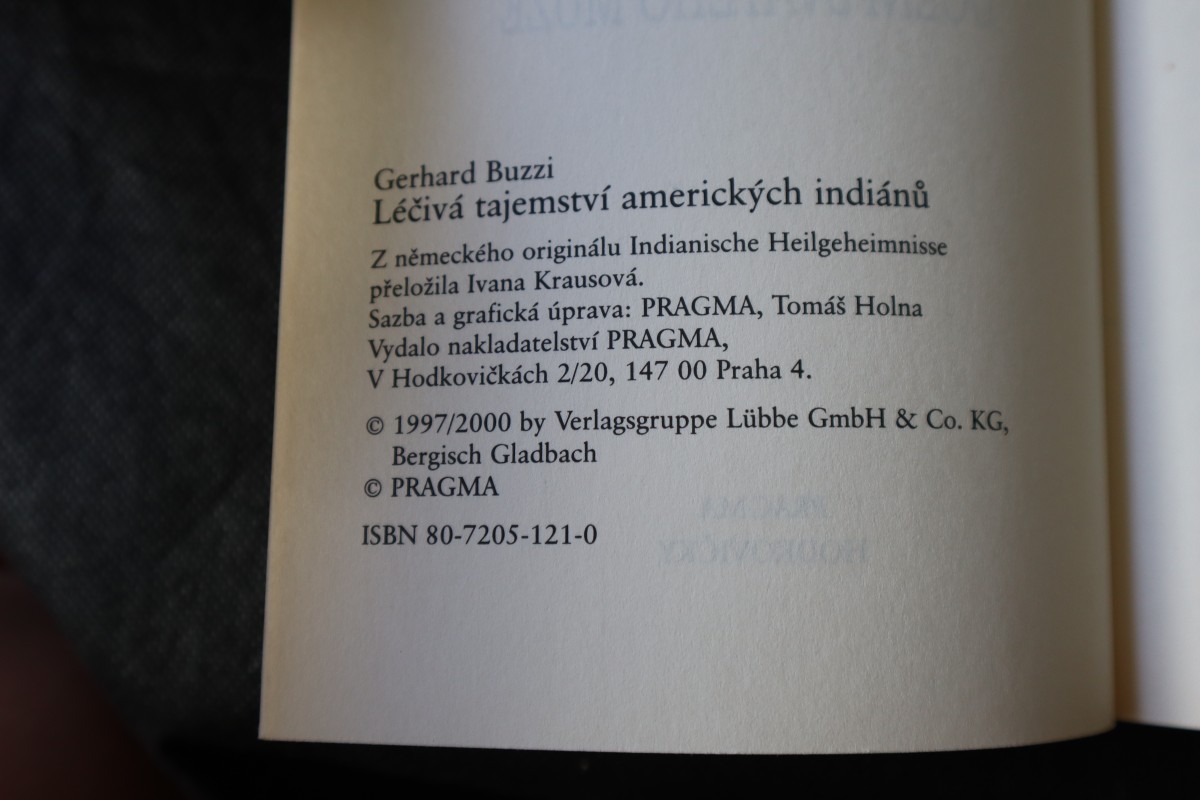 Gerhard Buzzi
Léčivá tajemství amerických indiánů
Z německého originálu Indianische Heilgeheimnisse
přeložila Ivana Krausová.
Sazba a grafická úprava: PRAGMA, Tomáš Holna
Vydalo nakladatelství PRAGMA,
V Hodkovičkách 2/20, 147 00 Praha 4.
© 1997/2000 by Verlagsgruppe Lübbe GmbH & Co. KG,
Bergisch Gladbach
© PRAGMA
ISBN 80-7205-121-0